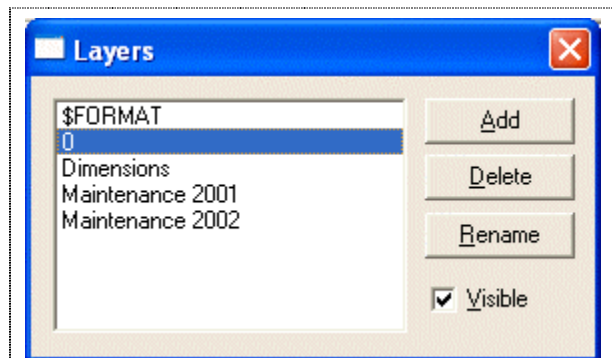 Layers
$FORMAT
0
Dimensions
Maintenance 2001
Maintenance 2002
Add
Delete
Rename
Visible